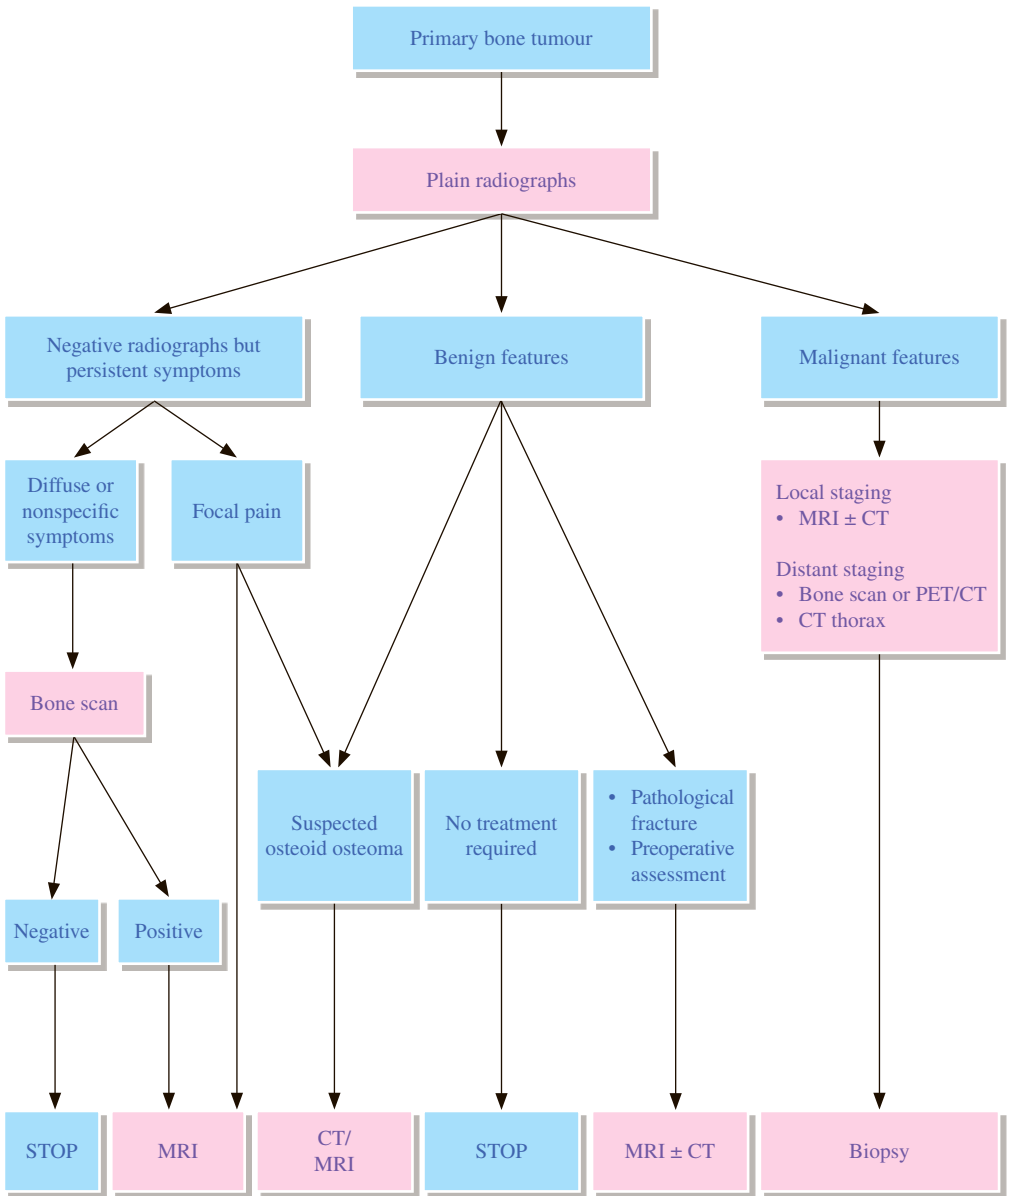 Primary bone tumour
Plain radiographs
Negative radiographs but
persistent symptoms
Benign features
Malignant features
Diffuse or
nonspecific
symptoms
Focal pain
Local staging
• MRI ± CT
Distant staging
• Bone scan or PET/CT
• CT thorax
Bone scan
Suspected
osteoid osteoma
No treatment
required
• Pathological
fracture
• Preoperative
assessment
Negative
Positive
STOP
MRI
CT/
MRI
STOP
MRI ± CT
Biopsy